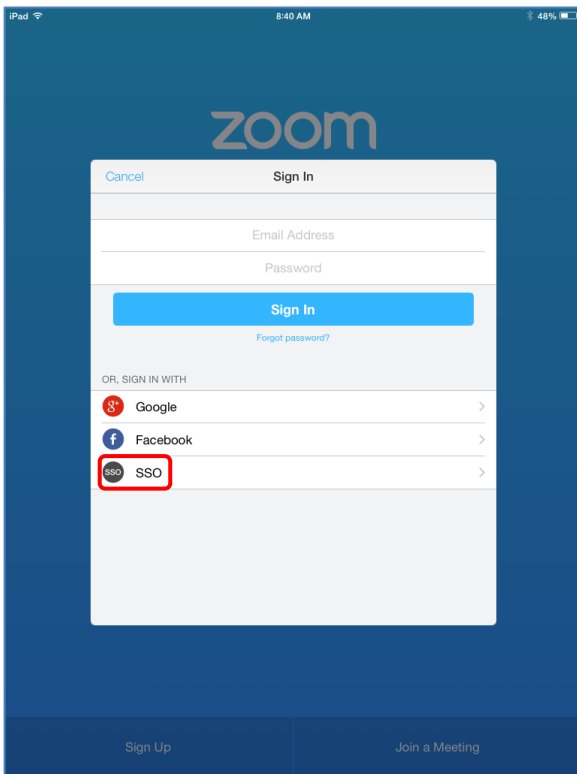 iPad 8:40 AM 48%
zoom
Cancel Sign In
Email Address
Password
Sign In
Forgot password?
OR, SIGN IN WITH
g+ Google
f Facebook
SSO SSO
Sign Up Join a Meeting